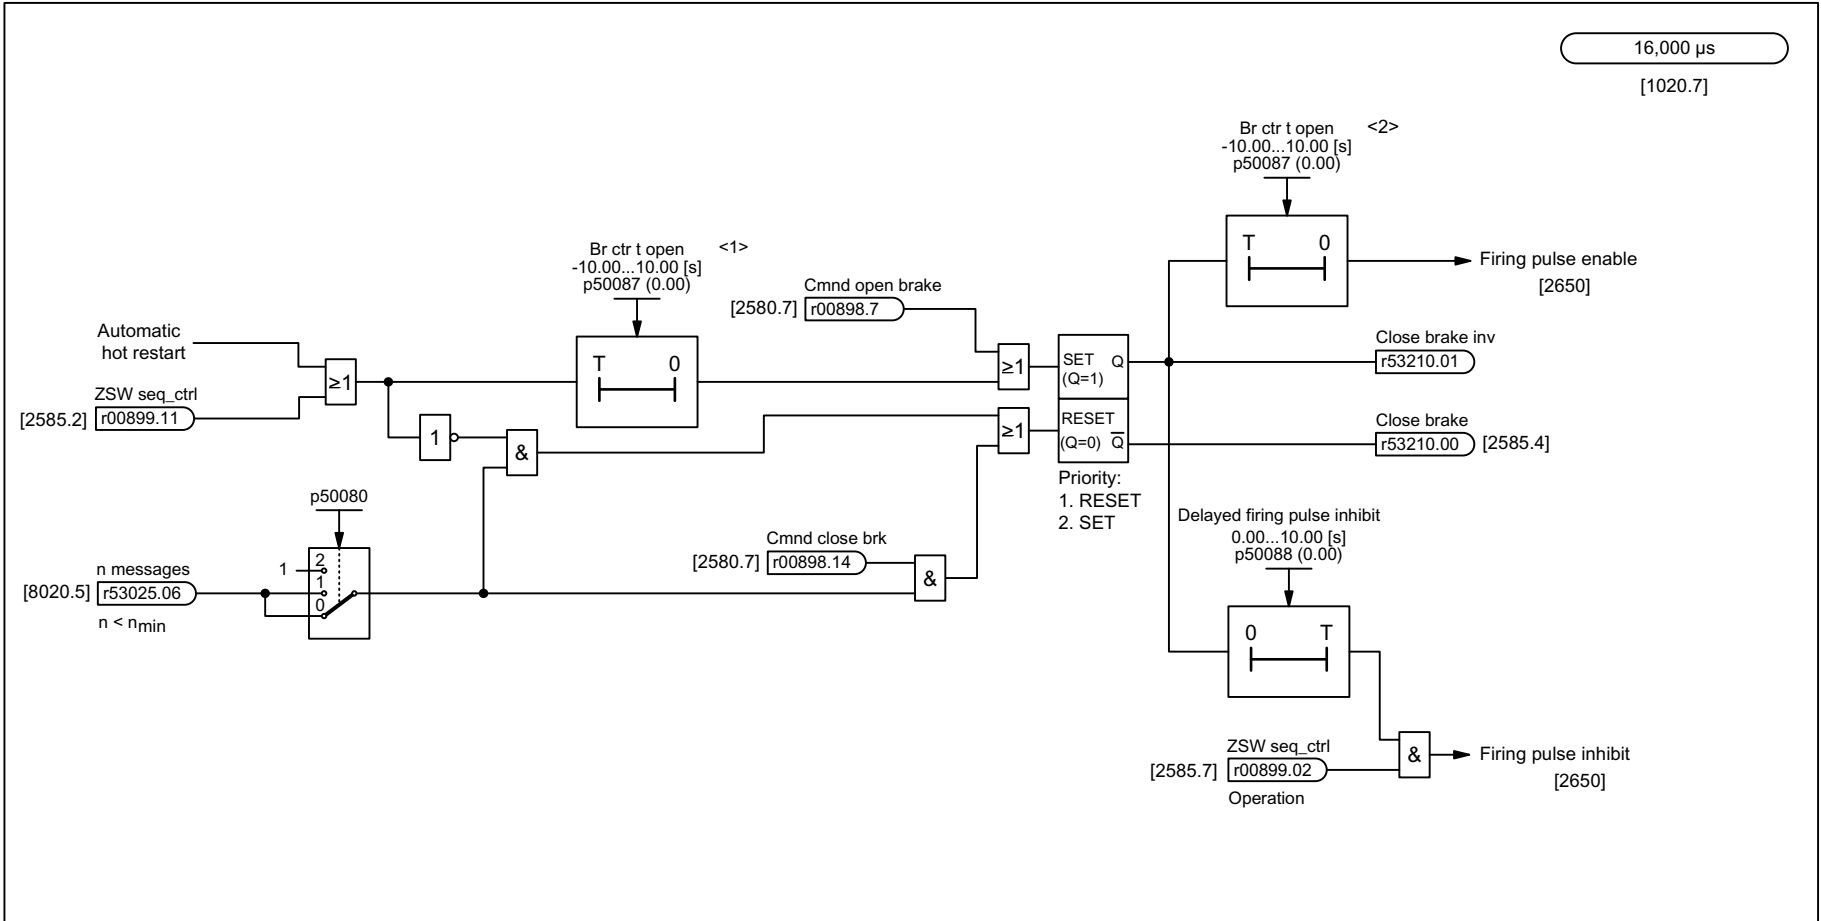 16,000 µs
[1020.7]
Br ctr t open <2>
-10.00...10.00 [s]
p50087 (0.00)
T 0
Firing pulse enable
[2650]
Br ctr t open <1>
-10.00...10.00 [s]
p50087 (0.00)
T 0
Cmnd open brake
[2580.7] r00898.7
Automatic
hot restart
≥1
ZSW seq_ctrl
[2585.2] r00899.11
1
&
≥1
≥1
SET Q
(Q=1)
RESET
(Q=0) Q
Priority:
1. RESET
2. SET
Close brake inv
r53210.01
Close brake
r53210.00 [2585.4]
p50080
2
1
1
0
n messages
[8020.5] r53025.06
n < nmin
Cmnd close brk
[2580.7] r00898.14
&
Delayed firing pulse inhibit
0.00...10.00 [s]
p50088 (0.00)
0 T
ZSW seq_ctrl
[2585.7] r00899.02
Operation
&
Firing pulse inhibit
[2650]